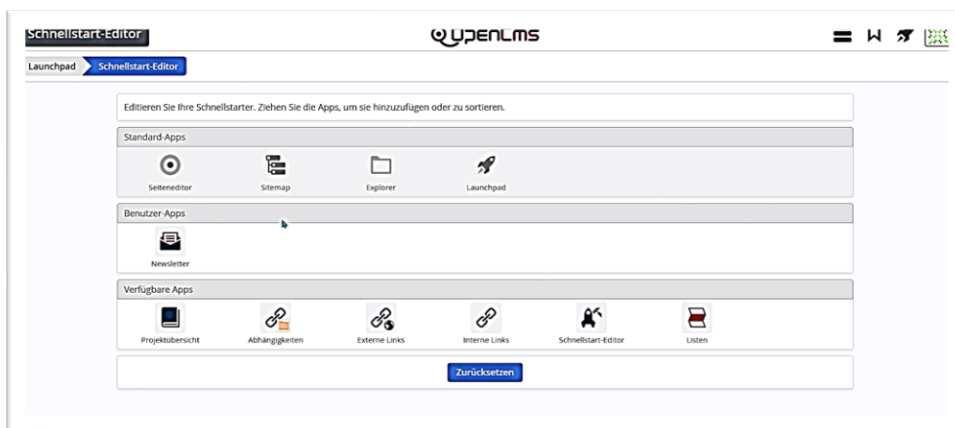 Schnellstart-Editor
OpenCms
Launchpad
Schnellstart-Editor
Editieren Sie Ihre Schnellstarter. Ziehen Sie die Apps, um sie hinzuzufügen oder zu sortieren.
Standard-Apps
Seiteneditor Sitemap Explorer Launchpad
Benutzer-Apps
Newsletter
Verfügbare Apps
Projektübersicht Abhängigkeiten Externe Links Interne Links Schnellstart-Editor Listen
Zurücksetzen